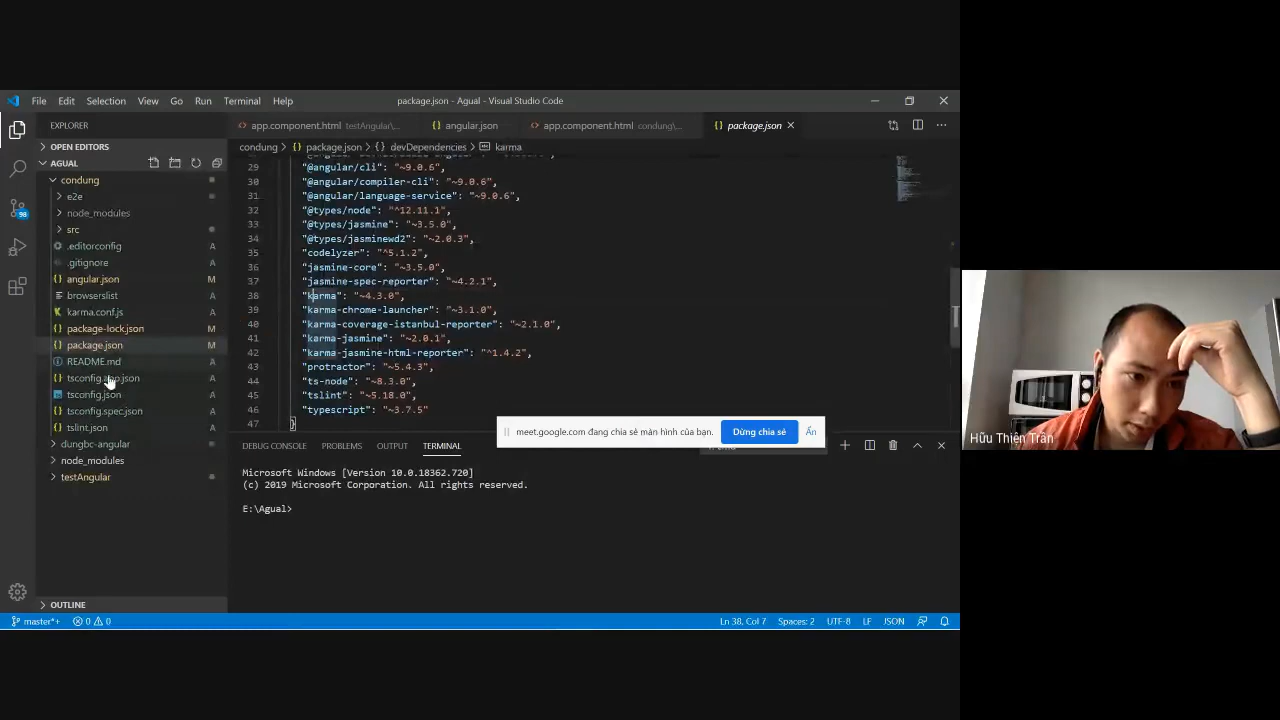 File Edit Selection View Go Run Terminal Help
package.json - Agual - Visual Studio Code
EXPLORER
app.component.html testAngular\...
angular.json
app.component.html condung\...
package.json
OPEN EDITORS
AGUAL
condung > package.json > devDependencies > karma
condung
e2e
node_modules
src
.editorconfig A
.gitignore A
angular.json M
browserslist A
karma.conf.js A
package-lock.json M
package.json M
README.md A
tsconfig.app.json A
tsconfig.json A
tsconfig.spec.json A
tslint.json A
dungbc-angular
node_modules
testAngular
OUTLINE
98
29 "@angular/cli": "~9.0.6",
30 "@angular/compiler-cli": "~9.0.6",
31 "@angular/language-service": "~9.0.6",
32 "@types/node": "^12.11.1",
33 "@types/jasmine": "~3.5.0",
34 "@types/jasminewd2": "~2.0.3",
35 "codelyzer": "^5.1.2",
36 "jasmine-core": "~3.5.0",
37 "jasmine-spec-reporter": "~4.2.1",
38 "karma": "~4.3.0",
39 "karma-chrome-launcher": "~3.1.0",
40 "karma-coverage-istanbul-reporter": "~2.1.0",
41 "karma-jasmine": "~2.0.1",
42 "karma-jasmine-html-reporter": "^1.4.2",
43 "protractor": "~5.4.3",
44 "ts-node": "~8.3.0",
45 "tslint": "~5.18.0",
46 "typescript": "~3.7.5"
47 }
meet.google.com đang chia sẻ màn hình của bạn. Dừng chia sẻ Ẩn
DEBUG CONSOLE PROBLEMS OUTPUT TERMINAL
Microsoft Windows [Version 10.0.18362.720]
(c) 2019 Microsoft Corporation. All rights reserved.
E:\Agual>
master*+ 0 0
Ln 38, Col 7 Spaces: 2 UTF-8 LF JSON
Hữu Thiện Trần